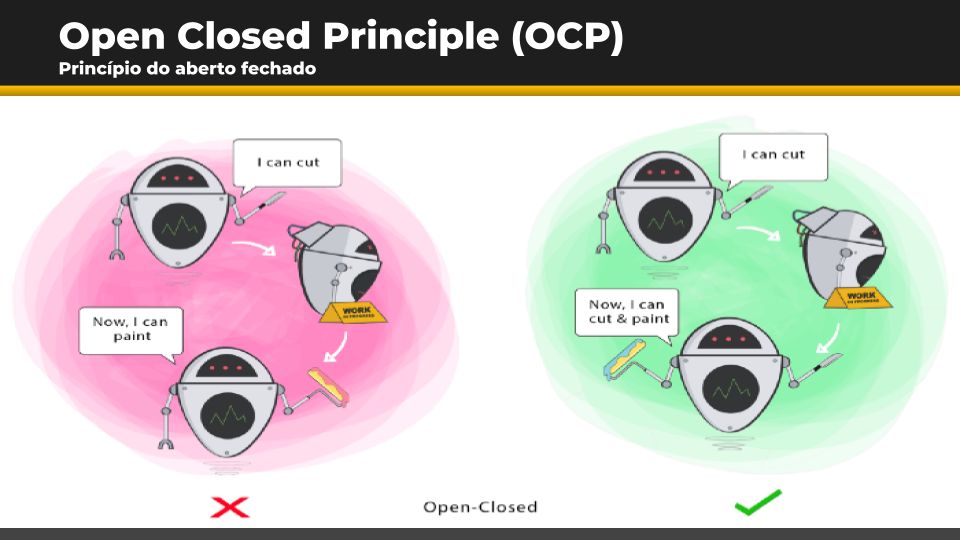 Open Closed Principle (OCP)
Princípio do aberto fechado
I can cut
WORK
IN PROGRESS
Now, I can
paint
I can cut
WORK
IN PROGRESS
Now, I can
cut & paint
Open-Closed